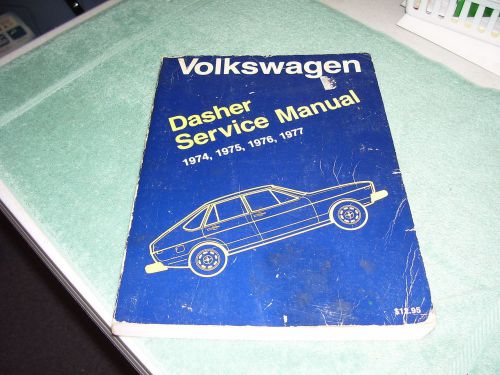 Volkswagen
Dasher
Service Manual
1974, 1975, 1976, 1977
$12.95